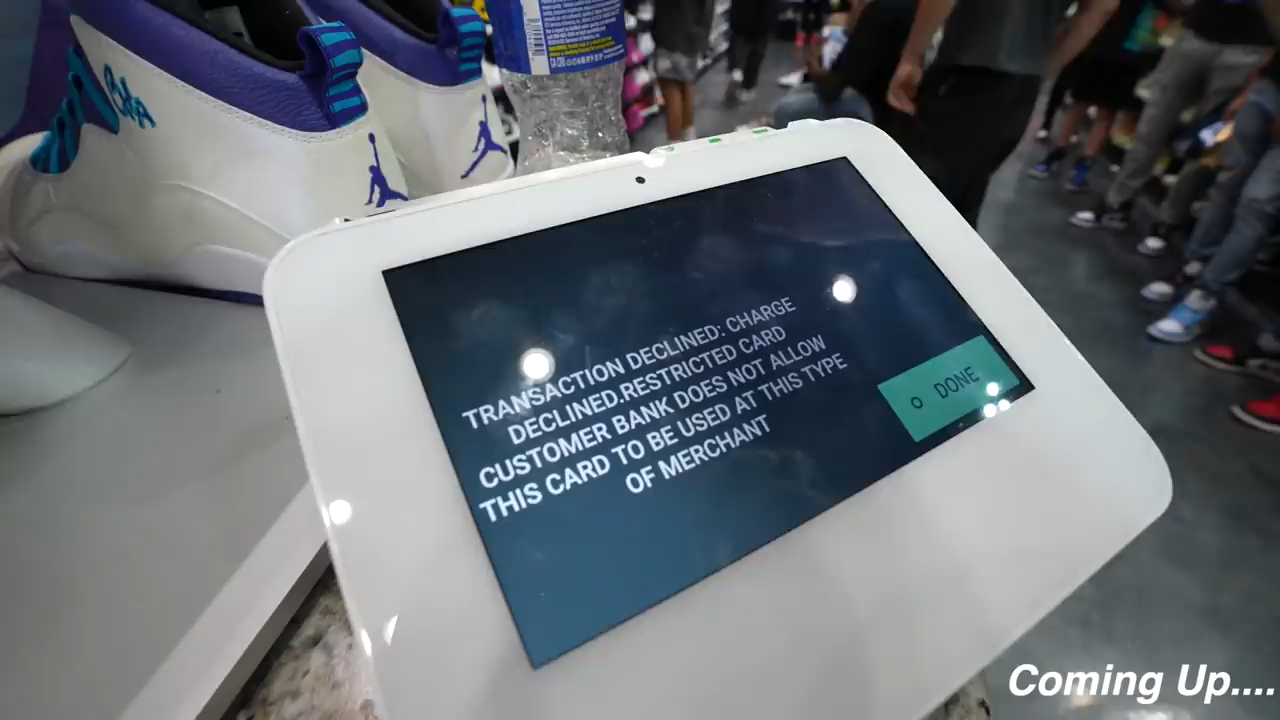 TRANSACTION DECLINED: CHARGE
DECLINED.RESTRICTED CARD
CUSTOMER BANK DOES NOT ALLOW
THIS CARD TO BE USED AT THIS TYPE
OF MERCHANT
DONE
Coming Up....